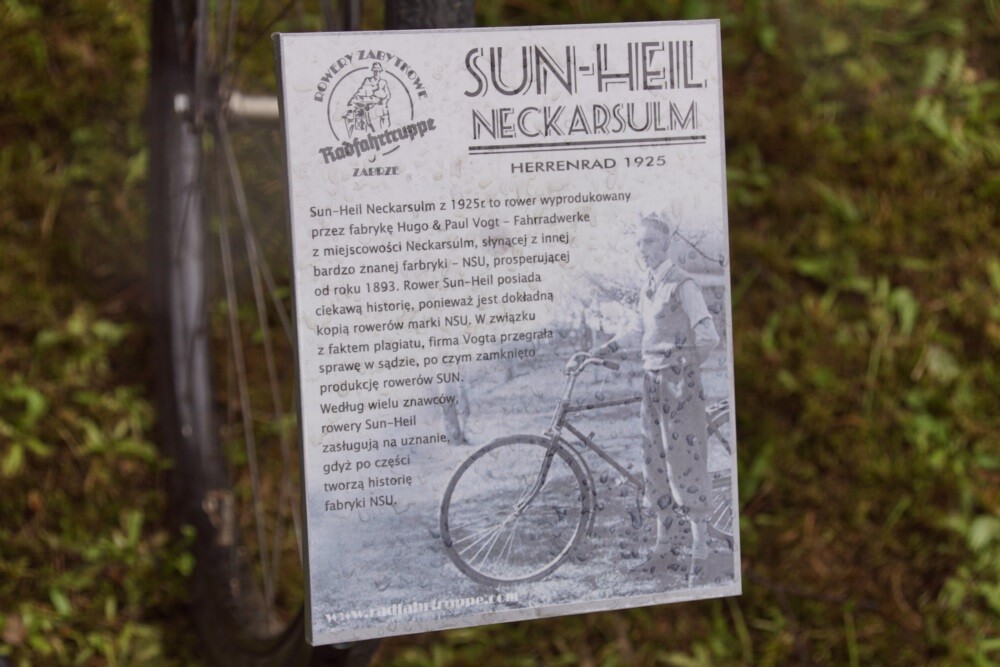 ROWERY ZABYTKOWE
Radfahrtruppe
ZABRZE
SUN-HEIL
NECKARSULM
HERRENRAD 1925
Sun-Heil Neckarsulm z 1925r to rower wyprodukowany
przez fabrykę Hugo & Paul Vogt - Fahrradwerke
z miejscowości Neckarsulm, słynącej z innej
bardzo znanej farbryki - NSU, prosperującej
od roku 1893. Rower Sun-Heil posiada
ciekawą historię, ponieważ jest dokładną
kopią rowerów marki NSU. W związku
z faktem plagiatu, firma Vogta przegrała
sprawę w sądzie, po czym zamknięto
produkcję rowerów SUN.
Według wielu znawców,
rowery Sun-Heil
zasługują na uznanie,
gdyż po części
tworzą historię
fabryki NSU.
www.radfahrtruppe.com